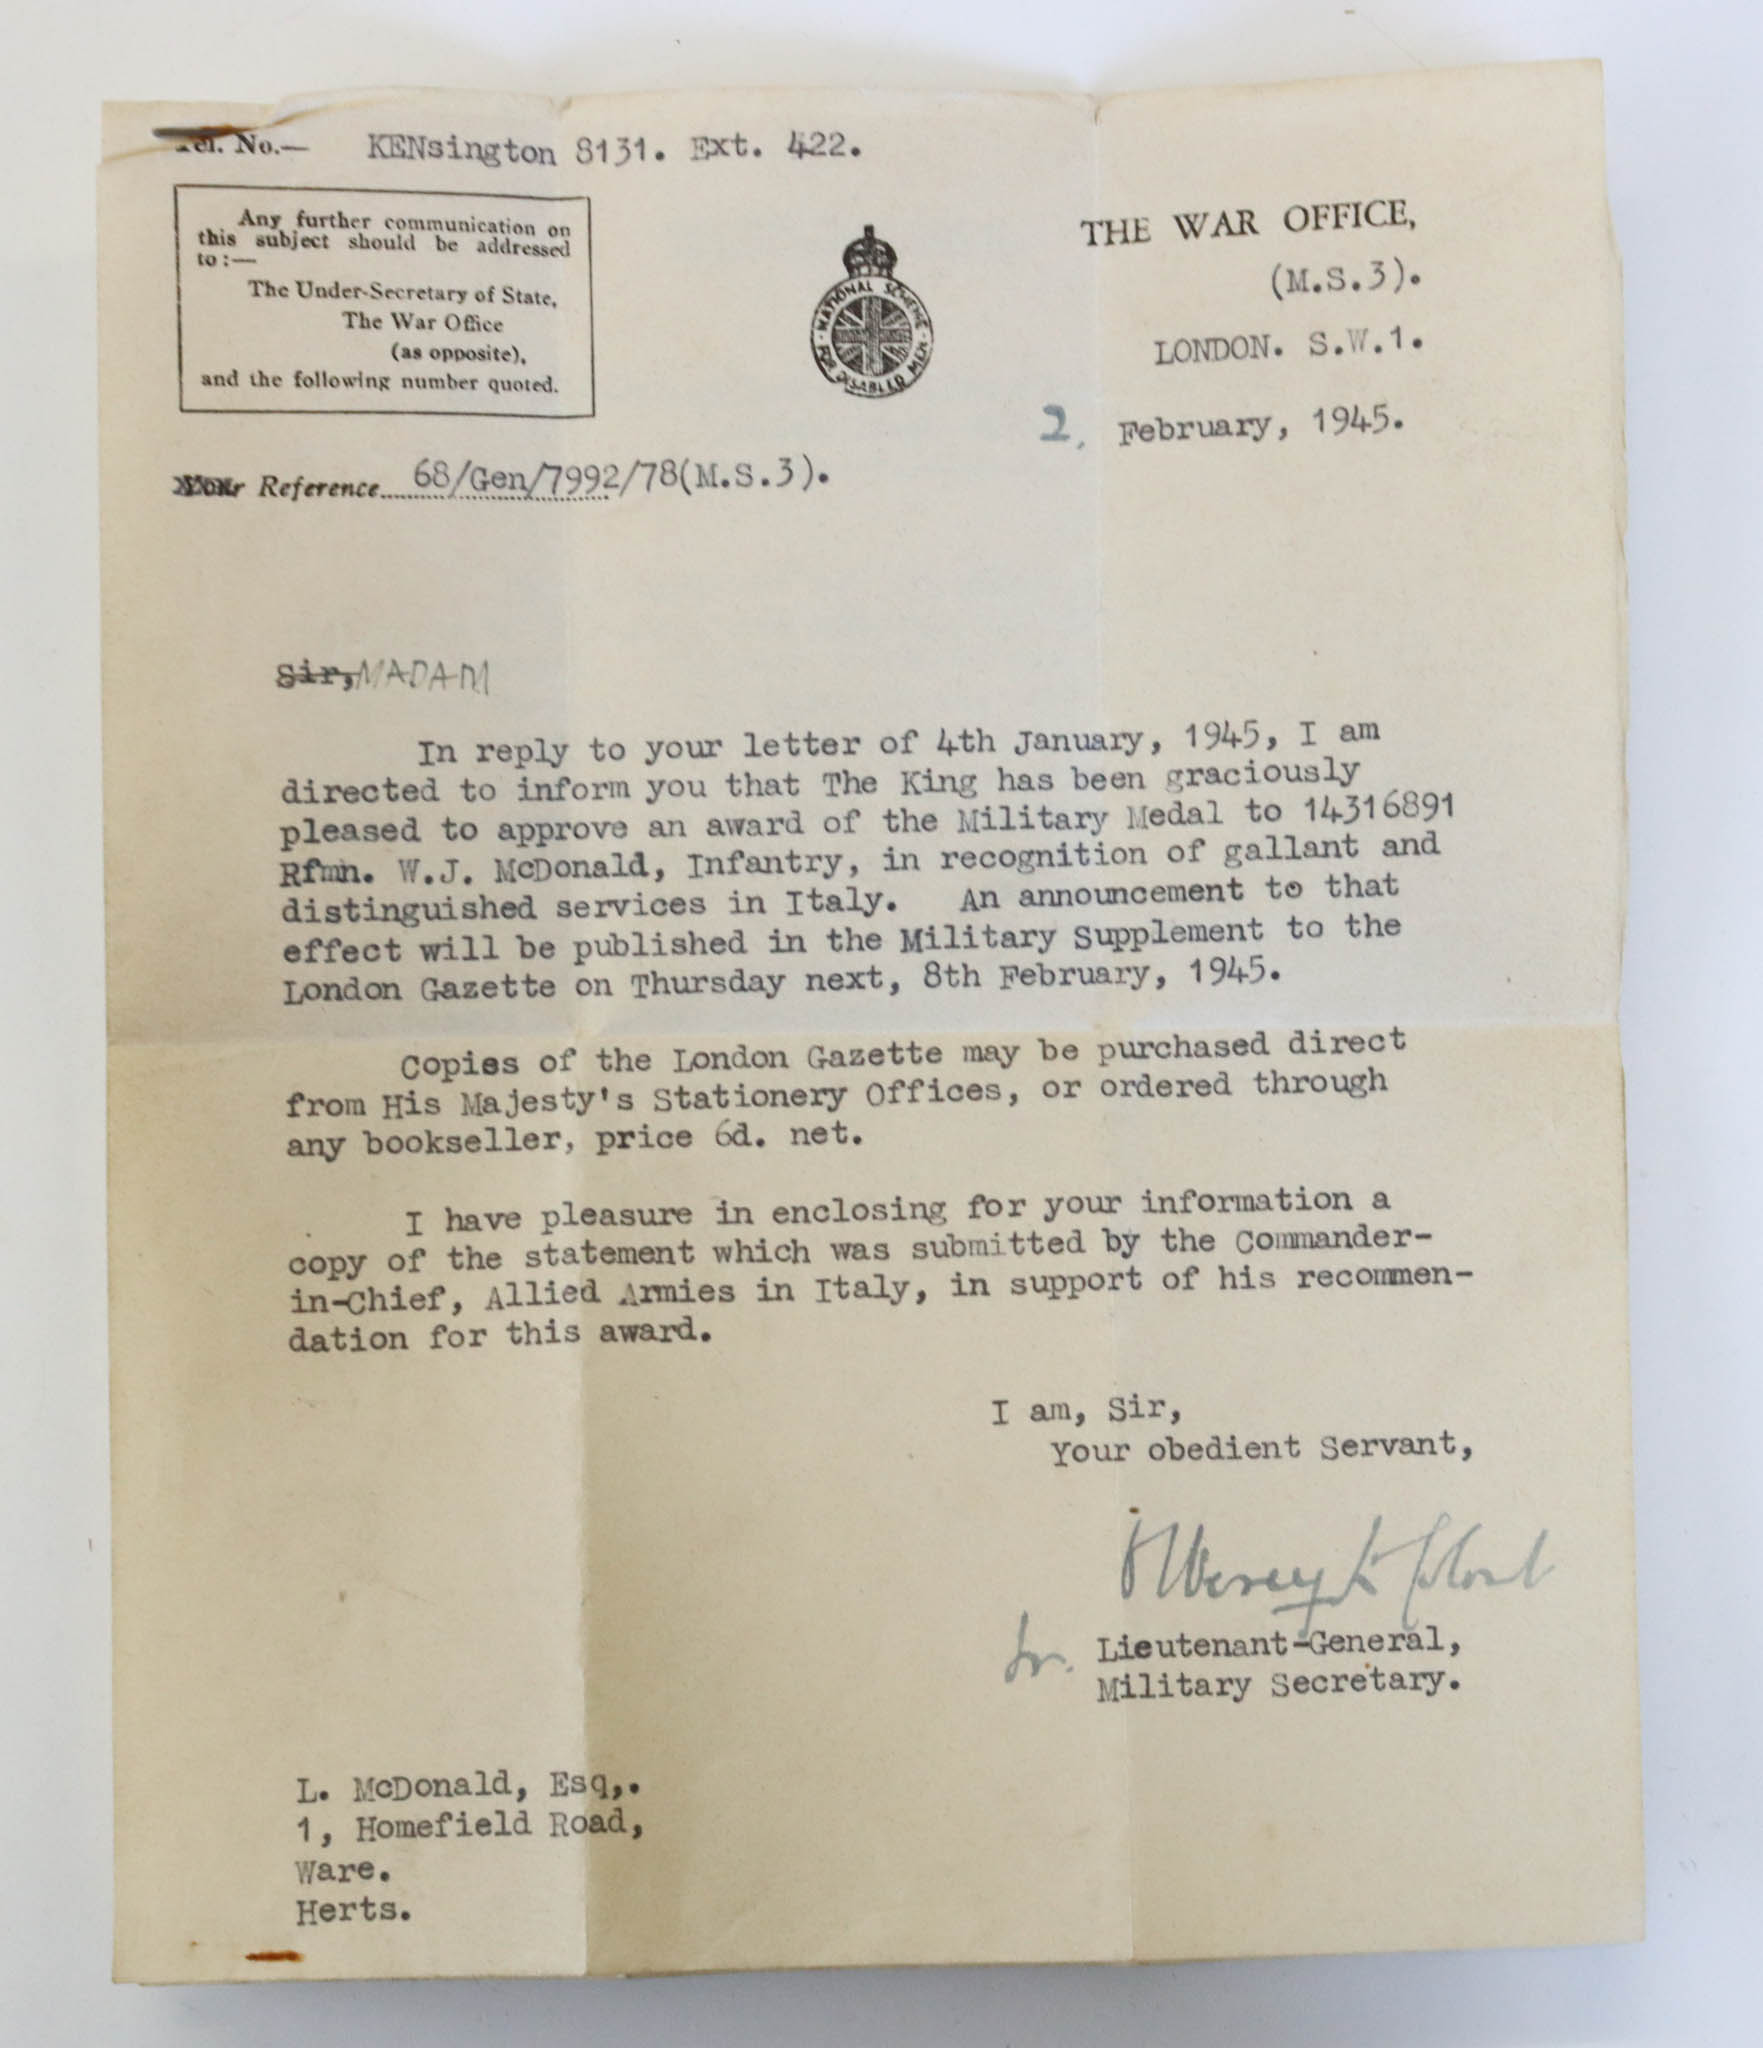 Tel. No.— KENsington 8131. Ext. 422.
Any further communication on
this subject should be addressed
to :—
The Under-Secretary of State,
The War Office
(as opposite),
and the following number quoted.
NATIONAL SCHEME
FOR DISABLED MEN
THE WAR OFFICE,
(M.S.3).
LONDON. S.W.1.
2. February, 1945.
Your Reference 68/Gen/7992/78(M.S.3).
Sir, MADAM
In reply to your letter of 4th January, 1945, I am
directed to inform you that The King has been graciously
pleased to approve an award of the Military Medal to 14316891
Rfmn. W.J. McDonald, Infantry, in recognition of gallant and
distinguished services in Italy. An announcement to that
effect will be published in the Military Supplement to the
London Gazette on Thursday next, 8th February, 1945.
Copies of the London Gazette may be purchased direct
from His Majesty's Stationery Offices, or ordered through
any bookseller, price 6d. net.
I have pleasure in enclosing for your information a
copy of the statement which was submitted by the Commander-
in-Chief, Allied Armies in Italy, in support of his recommen-
dation for this award.
I am, Sir,
Your obedient Servant,
Lieutenant-General,
Military Secretary.
L. McDonald, Esq,.
1, Homefield Road,
Ware.
Herts.